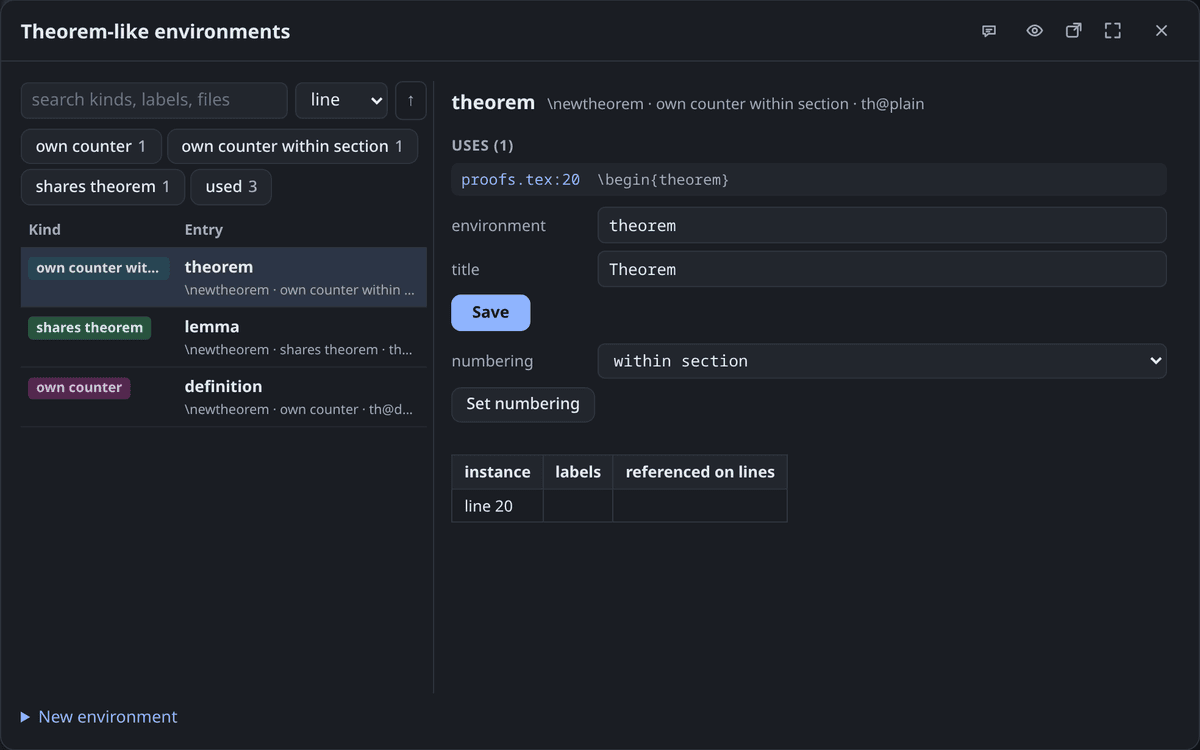 Theorem-like environments
search kinds, labels, files
line
↑
own counter 1
own counter within section 1
shares theorem 1
used 3
Kind
Entry
own counter wit...
theorem
\newtheorem · own counter within ...
shares theorem
lemma
\newtheorem · shares theorem · th...
own counter
definition
\newtheorem · own counter · th@d...
New environment
theorem \newtheorem · own counter within section · th@plain
USES (1)
proofs.tex:20 \begin{theorem}
environment
theorem
title
Theorem
Save
numbering
within section
Set numbering
instance labels referenced on lines
line 20